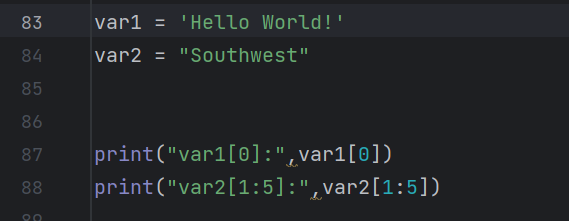 83 var1 = 'Hello World!'
84 var2 = "Southwest"
85
86
87 print("var1[0]:",var1[0])
88 print("var2[1:5]:",var2[1:5])
89